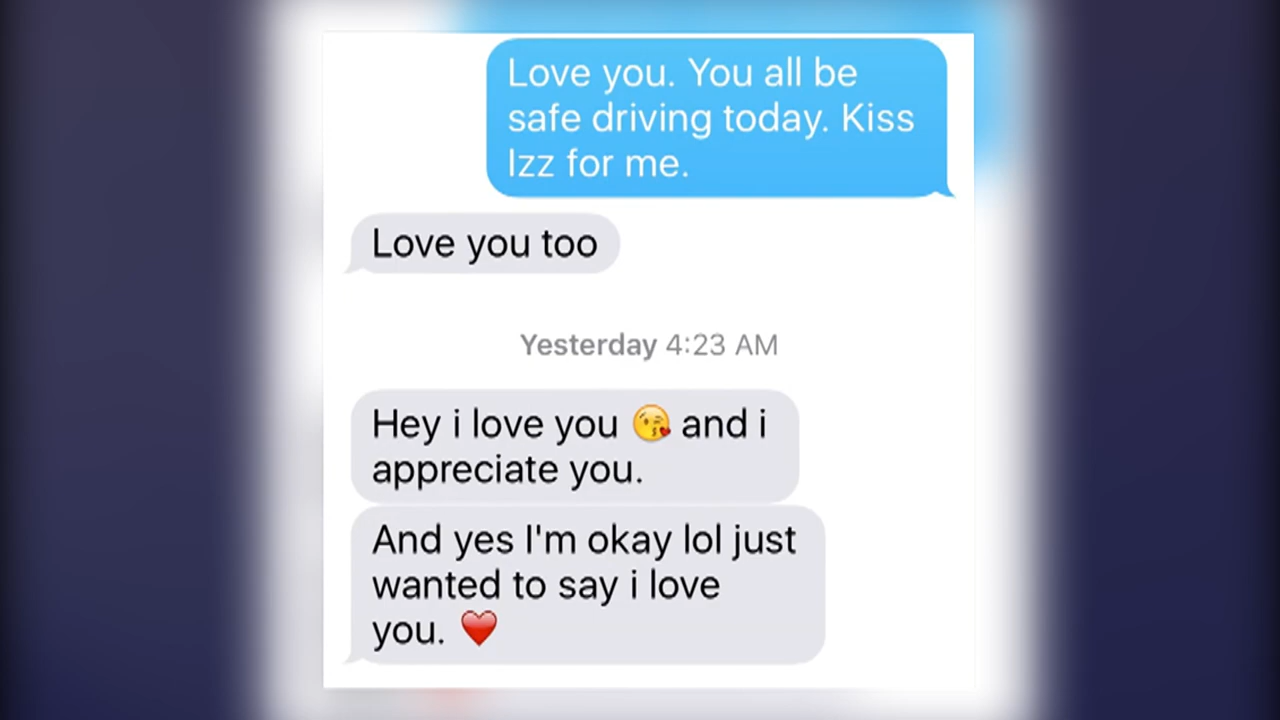 Love you. You all be
safe driving today. Kiss
Izz for me.
Love you too
Yesterday 4:23 AM
Hey i love you 😘 and i
appreciate you.
And yes I'm okay lol just
wanted to say i love
you. ❤️